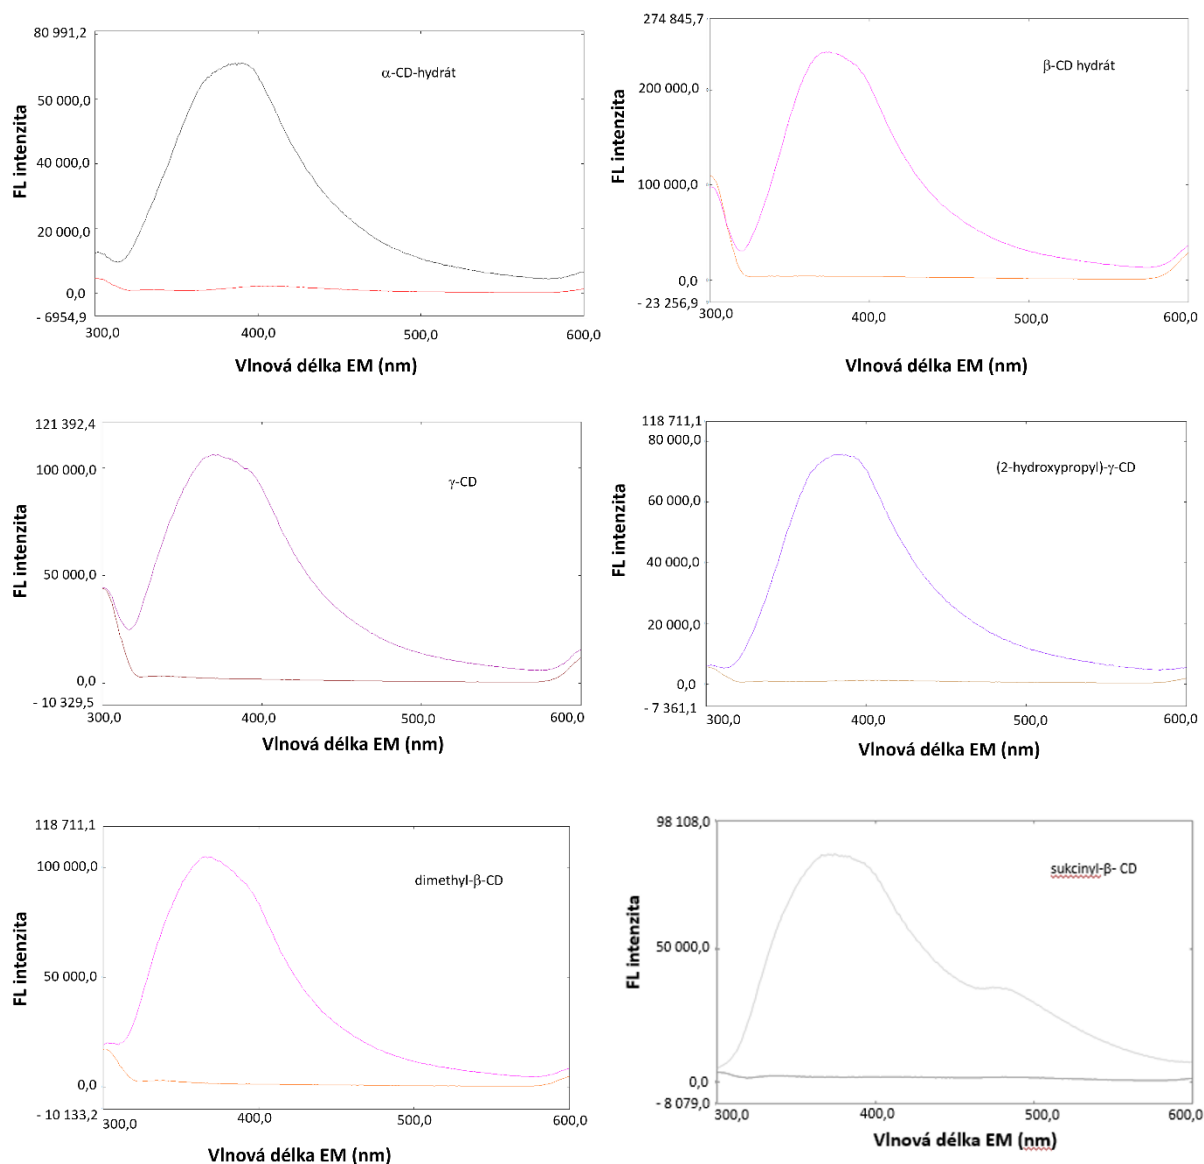 80 991,2
α-CD-hydrát
50 000,0
40 000,0
20 000,0
0,0
- 6954,9
300,0 400,0 500,0 600,0
FL intenzita
Vlnová délka EM (nm)
274 845,7
β-CD hydrát
200 000,0
100 000,0
0,0
- 23 256,9
300,0 400,0 500,0 600,0
FL intenzita
Vlnová délka EM (nm)
121 392,4
γ-CD
100 000,0
50 000,0
0,0
- 10 329,5
300,0 400,0 500,0 600,0
FL intenzita
Vlnová délka EM (nm)
118 711,1
80 000,0
(2-hydroxypropyl)-γ-CD
60 000,0
40 000,0
20 000,0
0,0
- 7 361,1
300,0 400,0 500,0 600,0
FL intenzita
Vlnová délka EM (nm)
118 711,1
100 000,0
dimethyl-β-CD
50 000,0
0,0
- 10 133,2
300,0 400,0 500,0 600,0
FL intenzita
Vlnová délka EM (nm)
98 108,0
sukcinyl-β- CD
50 000,0
0,0
- 8 079,0
300,0 400,0 500,0 600,0
FL intenzita
Vlnová délka EM (nm)